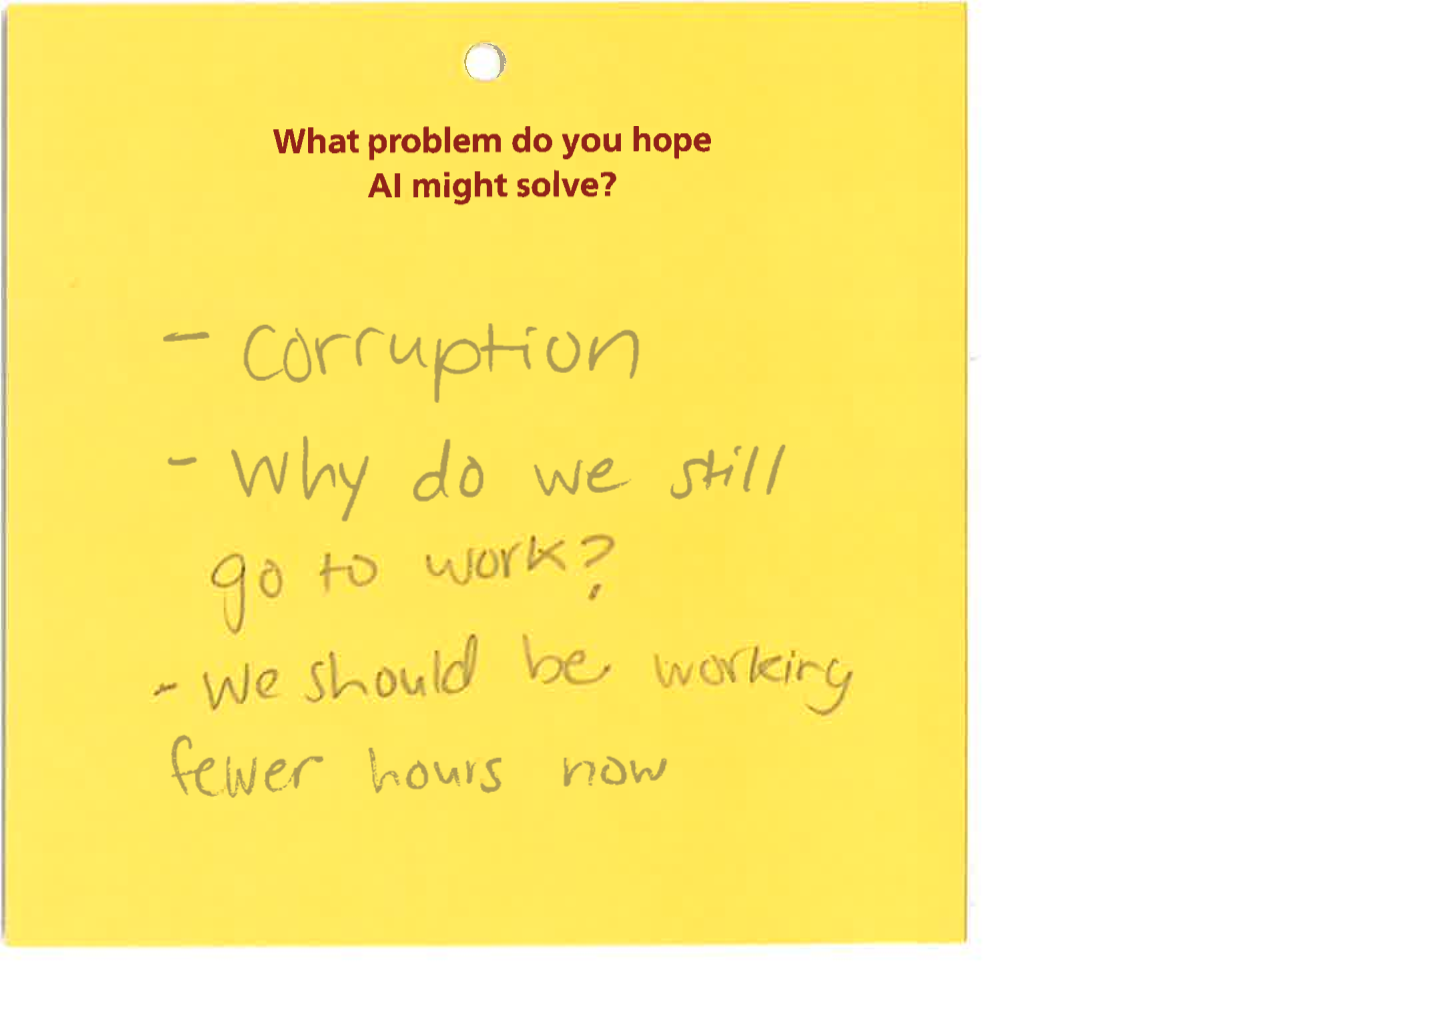 What problem do you hope
AI might solve?
- Corruption
- Why do we still
go to work?
- We should be working
fewer hours now